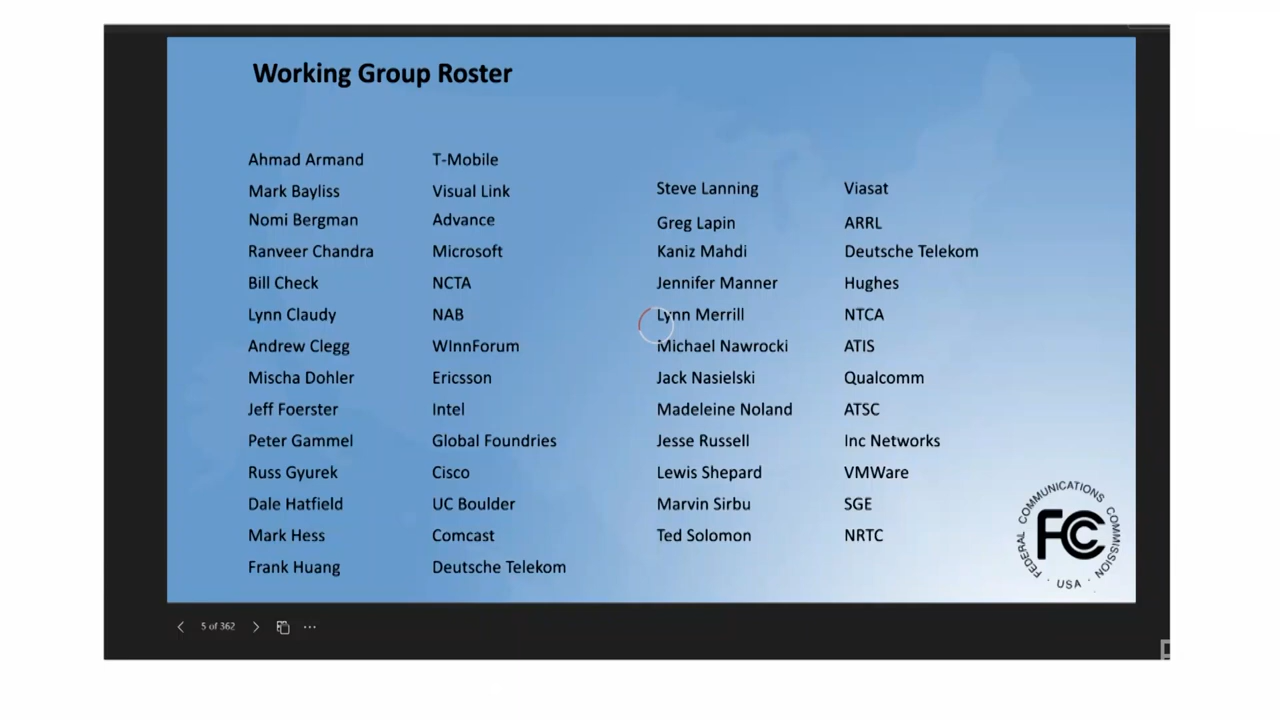 Working Group Roster
Ahmad Armand T-Mobile
Mark Bayliss Visual Link
Nomi Bergman Advance
Ranveer Chandra Microsoft
Bill Check NCTA
Lynn Claudy NAB
Andrew Clegg WInnForum
Mischa Dohler Ericsson
Jeff Foerster Intel
Peter Gammel Global Foundries
Russ Gyurek Cisco
Dale Hatfield UC Boulder
Mark Hess Comcast
Frank Huang Deutsche Telekom
Steve Lanning Viasat
Greg Lapin ARRL
Kaniz Mahdi Deutsche Telekom
Jennifer Manner Hughes
Lynn Merrill NTCA
Michael Nawrocki ATIS
Jack Nasielski Qualcomm
Madeleine Noland ATSC
Jesse Russell Inc Networks
Lewis Shepard VMWare
Marvin Sirbu SGE
Ted Solomon NRTC
FEDERAL COMMUNICATIONS COMMISSION
FCC
· USA ·
5 of 362